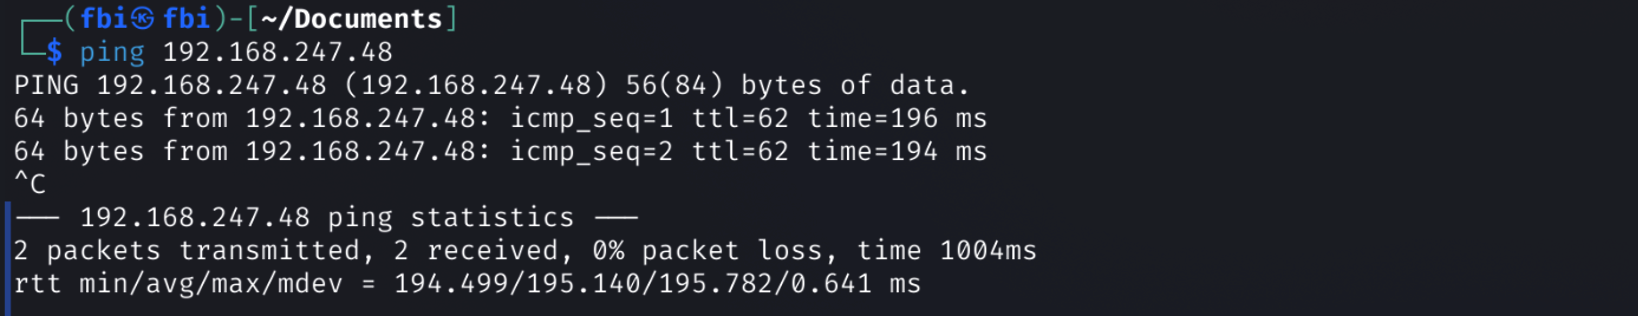 ┌──(fbi㉿fbi)-[~/Documents]
└─$ ping 192.168.247.48
PING 192.168.247.48 (192.168.247.48) 56(84) bytes of data.
64 bytes from 192.168.247.48: icmp_seq=1 ttl=62 time=196 ms
64 bytes from 192.168.247.48: icmp_seq=2 ttl=62 time=194 ms
^C
--- 192.168.247.48 ping statistics ---
2 packets transmitted, 2 received, 0% packet loss, time 1004ms
rtt min/avg/max/mdev = 194.499/195.140/195.782/0.641 ms